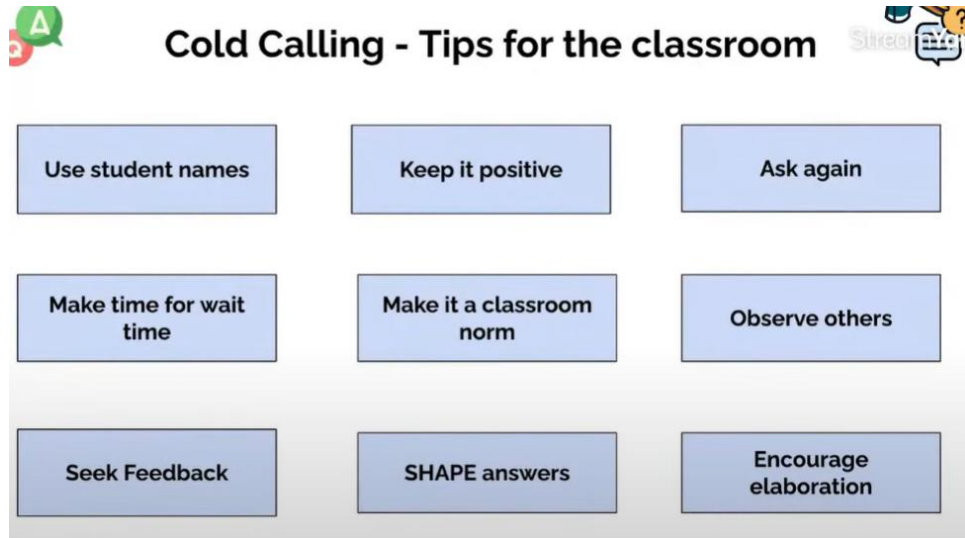 A
Q
Cold Calling - Tips for the classroom
?
Use student names
Keep it positive
Ask again
Make time for wait
time
Make it a classroom
norm
Observe others
Seek Feedback
SHAPE answers
Encourage
elaboration